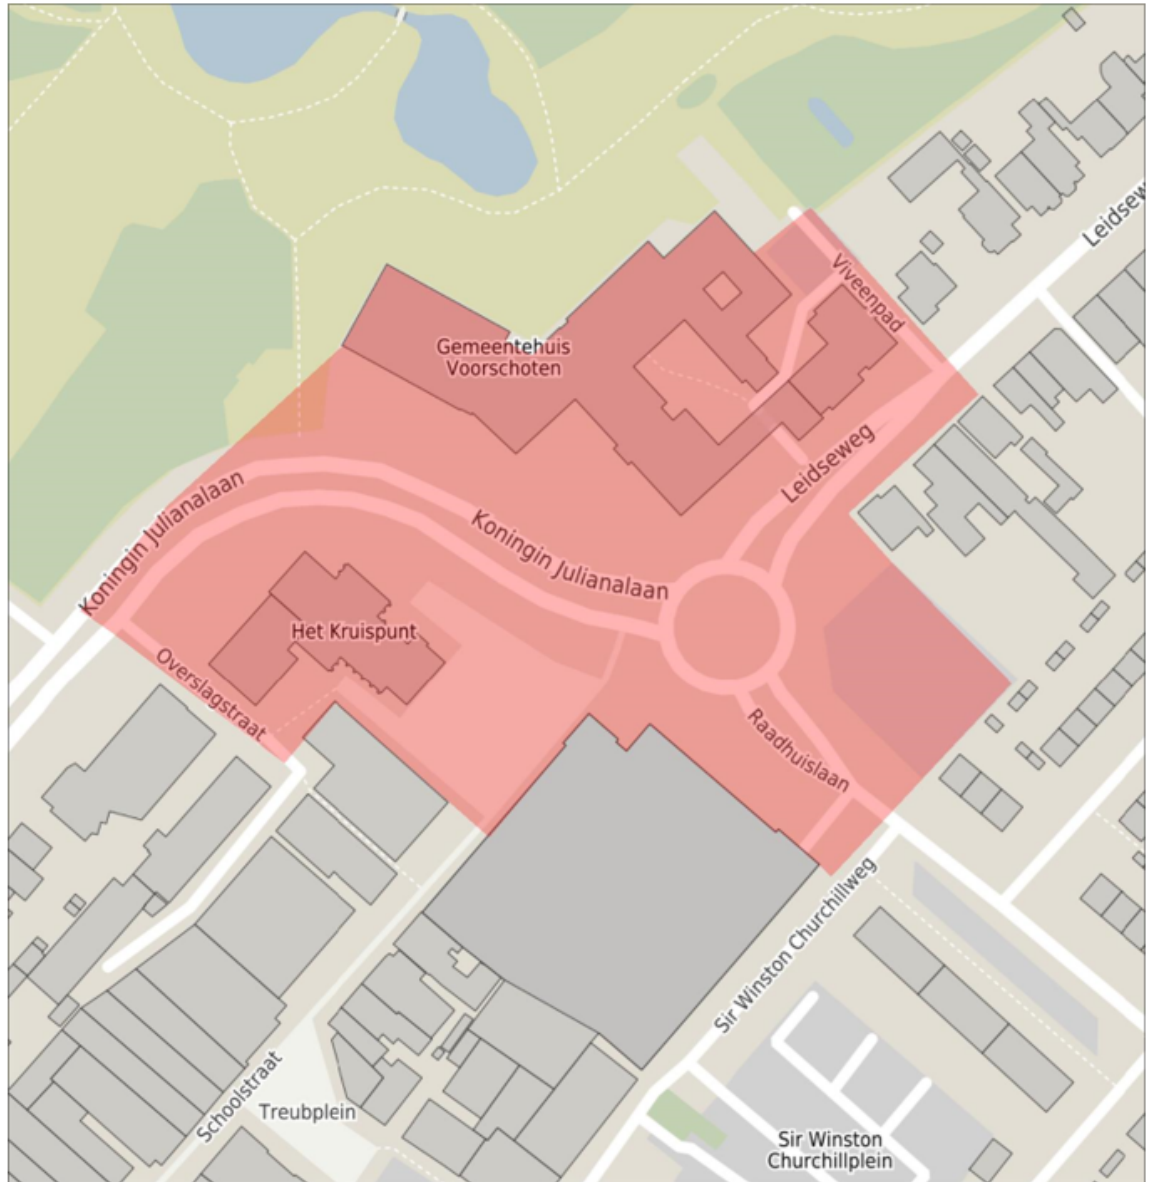 Leidsew
Viveenpad
Gemeentehuis
Voorschoten
Leidseweg
Koningin Julianalaan
Koningin Julianalaan
Het Kruispunt
Overslagstraat
Raadhuislaan
Sir Winston Churchillweg
Schoolstraat
Treubplein
Sir Winston
Churchillplein